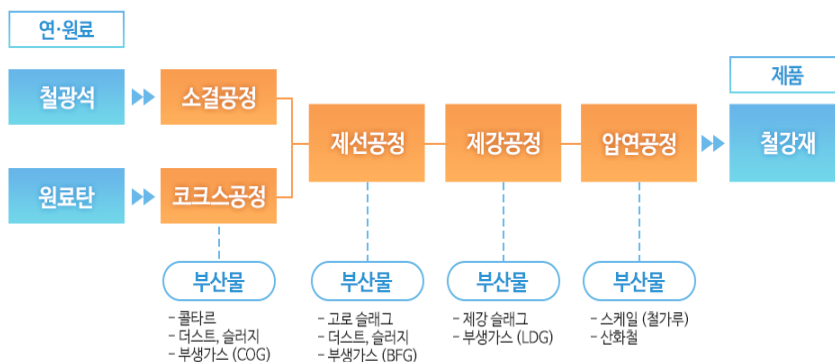 연·원료
제품
철광석
소결공정
제선공정
제강공정
압연공정
철강재
원료탄
코크스공정
부산물
- 콜타르
- 더스트, 슬러지
- 부생가스 (COG)
부산물
- 고로 슬래그
- 더스트, 슬러지
- 부생가스 (BFG)
부산물
- 제강 슬래그
- 부생가스 (LDG)
부산물
- 스케일 (철가루)
- 산화철